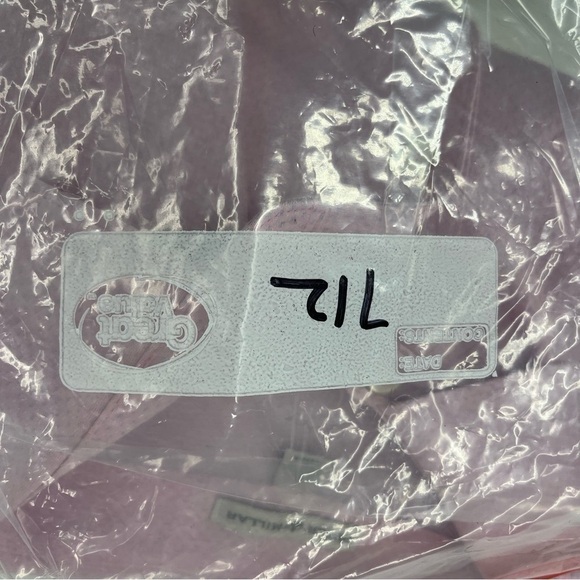 DATE:
CONTENTS:
712
Great
Value